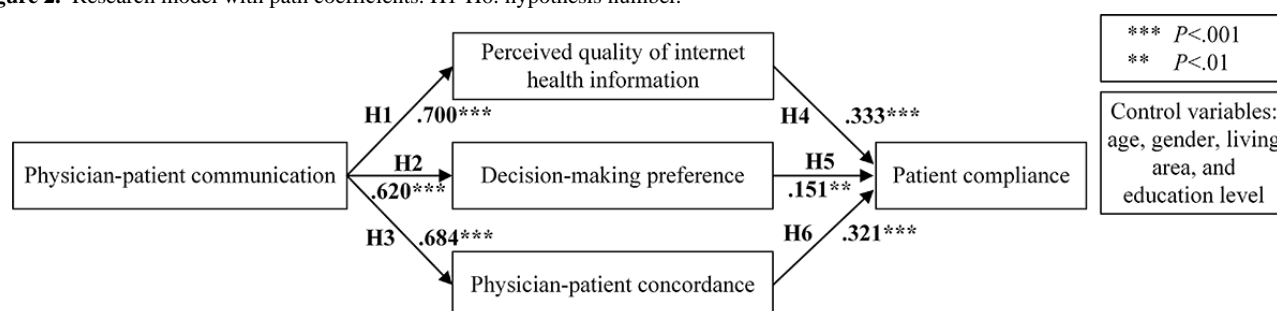 Research model with path coefficients. H1-H6: hypothesis number.
*** P<.001
** P<.01
Perceived quality of internet
health information
H1 .700***
H4 .333***
Control variables:
age, gender, living
area, and
education level
Physician-patient communication
H2
.620***
Decision-making preference
H5
.151**
Patient compliance
H3 .684***
H6 .321***
Physician-patient concordance